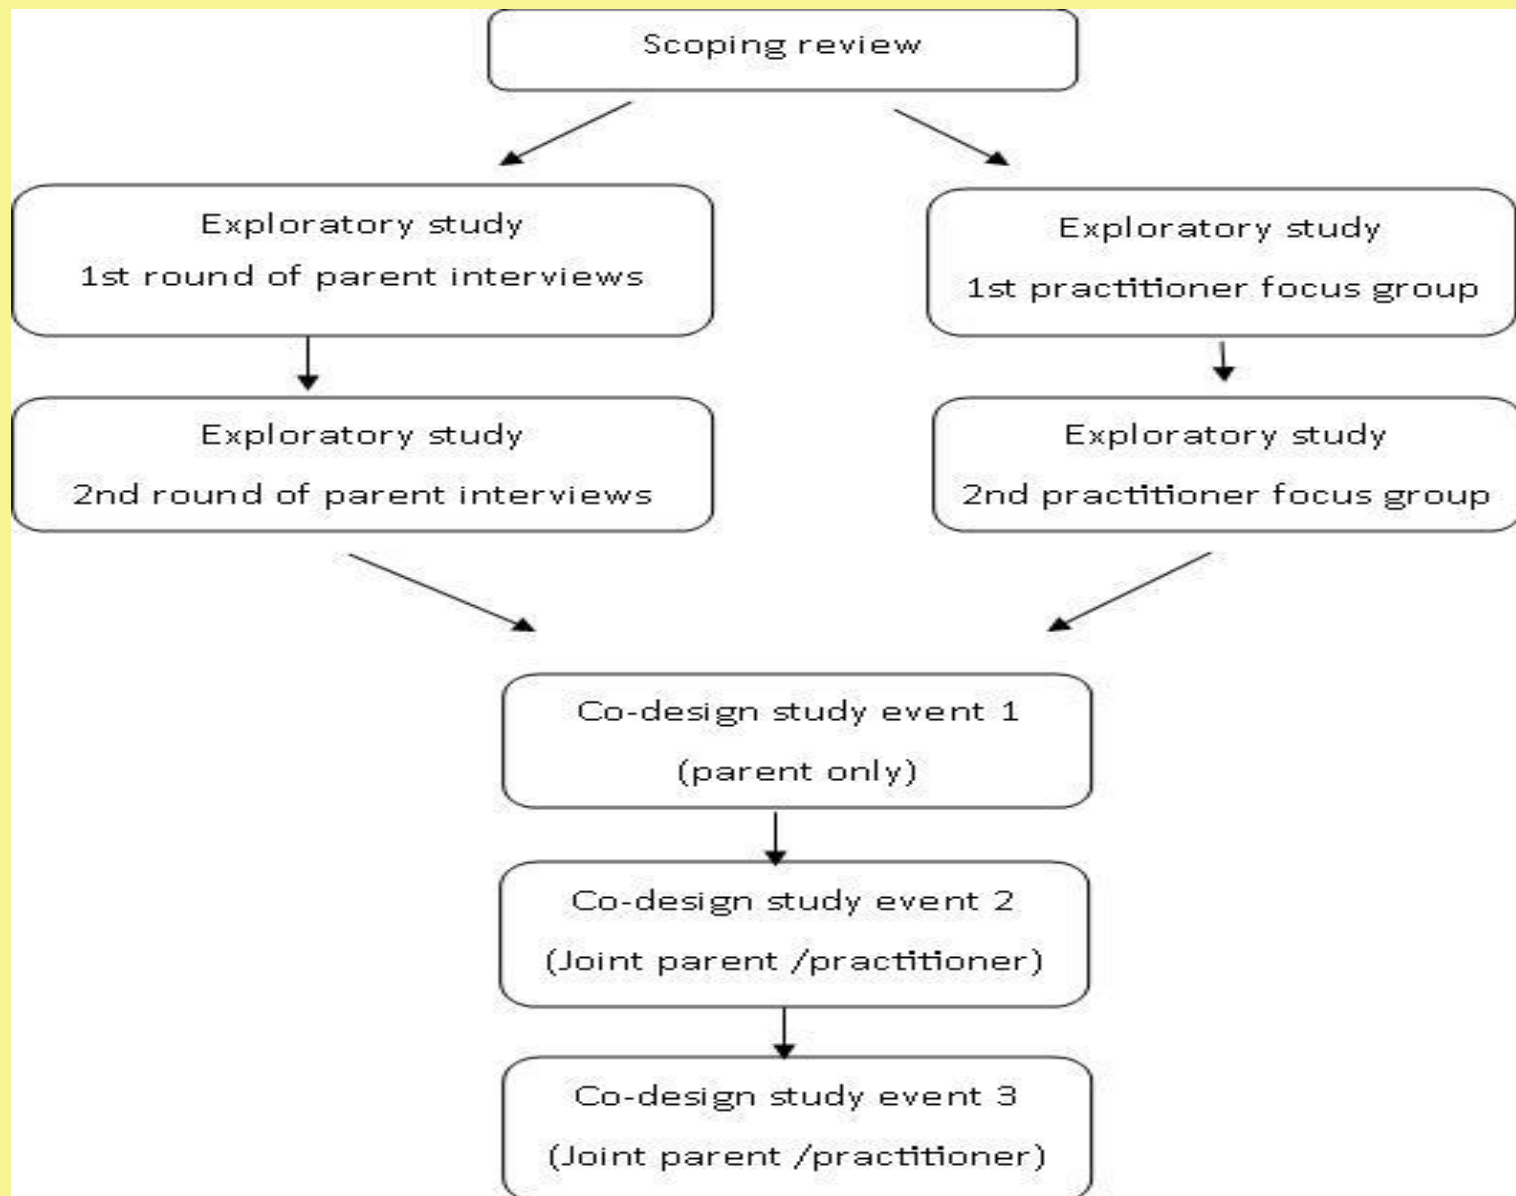 Scoping review
Exploratory study
1st round of parent interviews
Exploratory study
1st practitioner focus group
Exploratory study
2nd round of parent interviews
Exploratory study
2nd practitioner focus group
Co-design study event 1
(parent only)
Co-design study event 2
(Joint parent /practitioner)
Co-design study event 3
(Joint parent /practitioner)